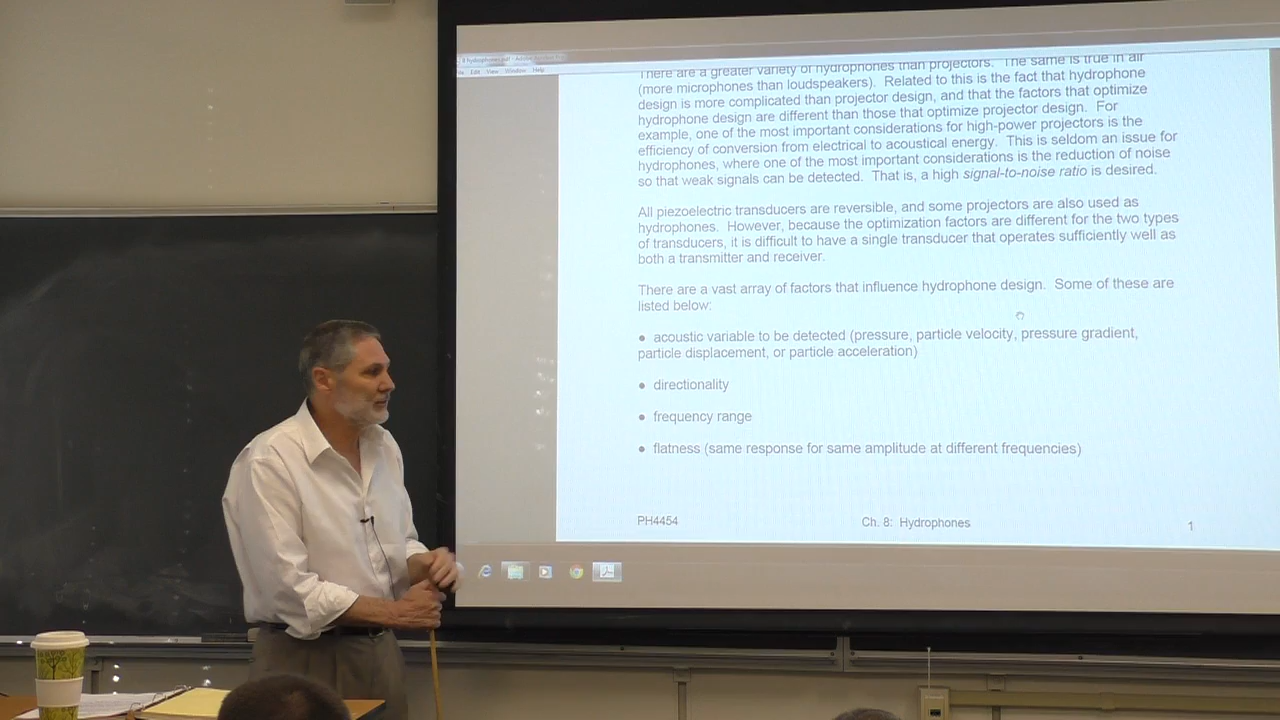 8 hydrophones.pdf - Adobe
File Edit View Window Help
There are a greater variety of hydrophones than projectors. The same is true in air
(more microphones than loudspeakers). Related to this is the fact that hydrophone
design is more complicated than projector design, and that the factors that optimize
hydrophone design are different than those that optimize projector design. For
example, one of the most important considerations for high-power projectors is the
efficiency of conversion from electrical to acoustical energy. This is seldom an issue for
hydrophones, where one of the most important considerations is the reduction of noise
so that weak signals can be detected. That is, a high signal-to-noise ratio is desired.
All piezoelectric transducers are reversible, and some projectors are also used as
hydrophones. However, because the optimization factors are different for the two types
of transducers, it is difficult to have a single transducer that operates sufficiently well as
both a transmitter and receiver.
There are a vast array of factors that influence hydrophone design. Some of these are
listed below:
● acoustic variable to be detected (pressure, particle velocity, pressure gradient,
particle displacement, or particle acceleration)
● directionality
● frequency range
● flatness (same response for same amplitude at different frequencies)
PH4454 Ch. 8: Hydrophones 1